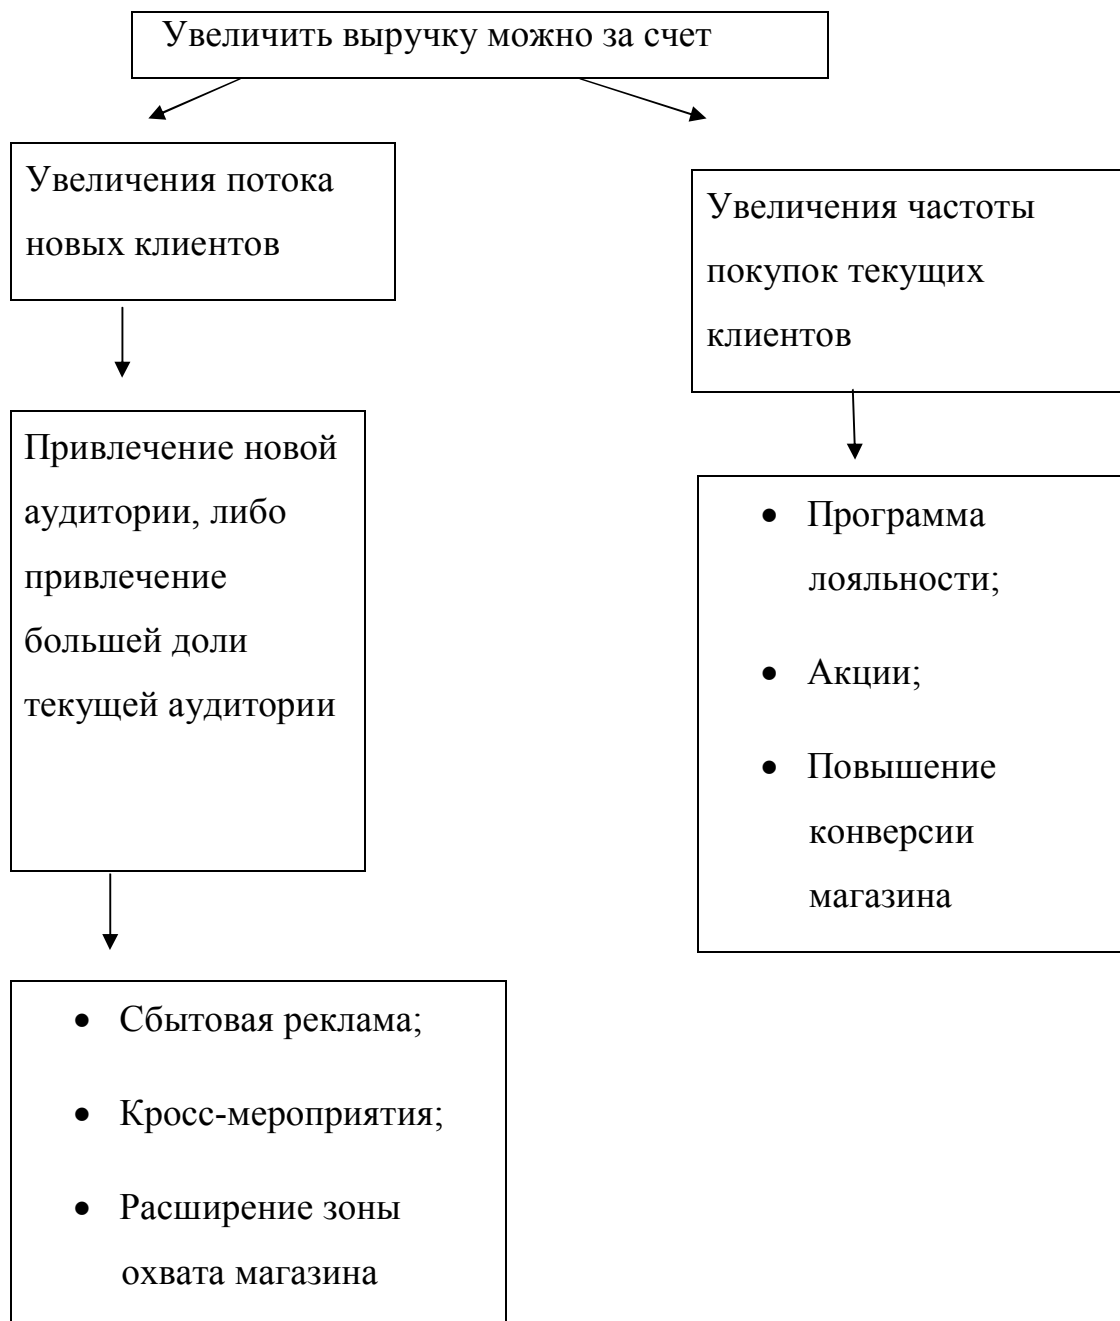 Увеличить выручку можно за счет
Увеличения потока
новых клиентов
Увеличения частоты
покупок текущих
клиентов
Привлечение новой
аудитории, либо
привлечение
большей доли
текущей аудитории
• Программа
лояльности;
• Акции;
• Повышение
конверсии
магазина
• Сбытовая реклама;
• Кросс-мероприятия;
• Расширение зоны
охвата магазина